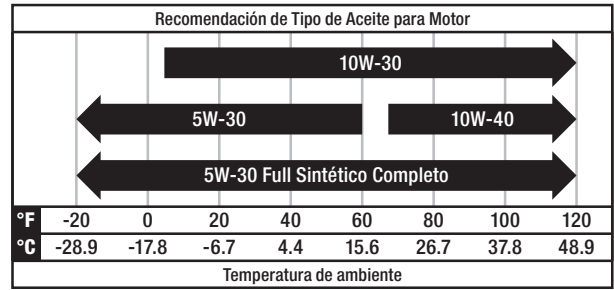 Recomendación de Tipo de Aceite para Motor
10W-30
5W-30 10W-40
5W-30 Full Sintético Completo
°F -20 0 20 40 60 80 100 120
°C -28.9 -17.8 -6.7 4.4 15.6 26.7 37.8 48.9
Temperatura de ambiente